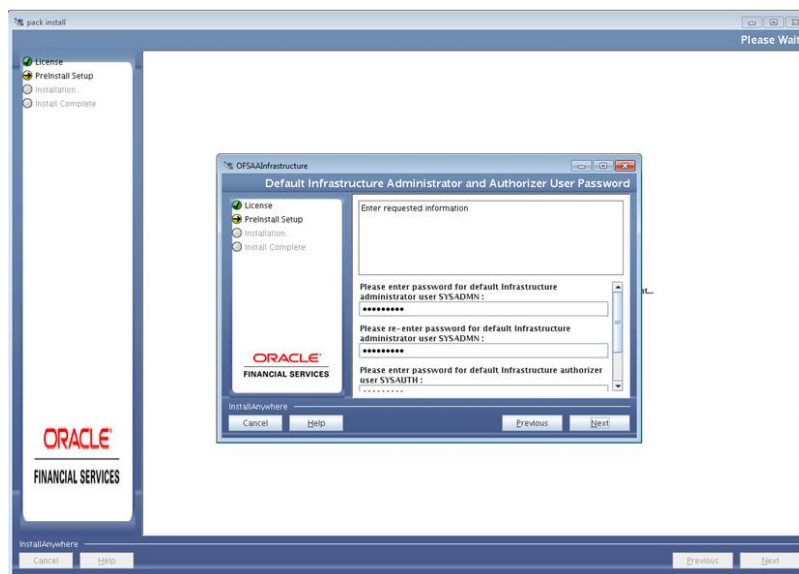 pack install
Please Wait
License
PreInstall Setup
Installation..
Install Complete
OFSAAInfrastructure
Default Infrastructure Administrator and Authorizer User Password
License
PreInstall Setup
Installation..
Install Complete
Enter requested information
Please enter password for default Infrastructure
administrator user SYSADMN :
•••••••••
Please re-enter password for default Infrastructure
administrator user SYSADMN :
•••••••••
Please enter password for default Infrastructure authorizer
user SYSAUTH :
ORACLE
FINANCIAL SERVICES
InstallAnywhere
Cancel
Help
Previous
Next
ORACLE
FINANCIAL SERVICES
InstallAnywhere
Cancel
Help
Previous
Next